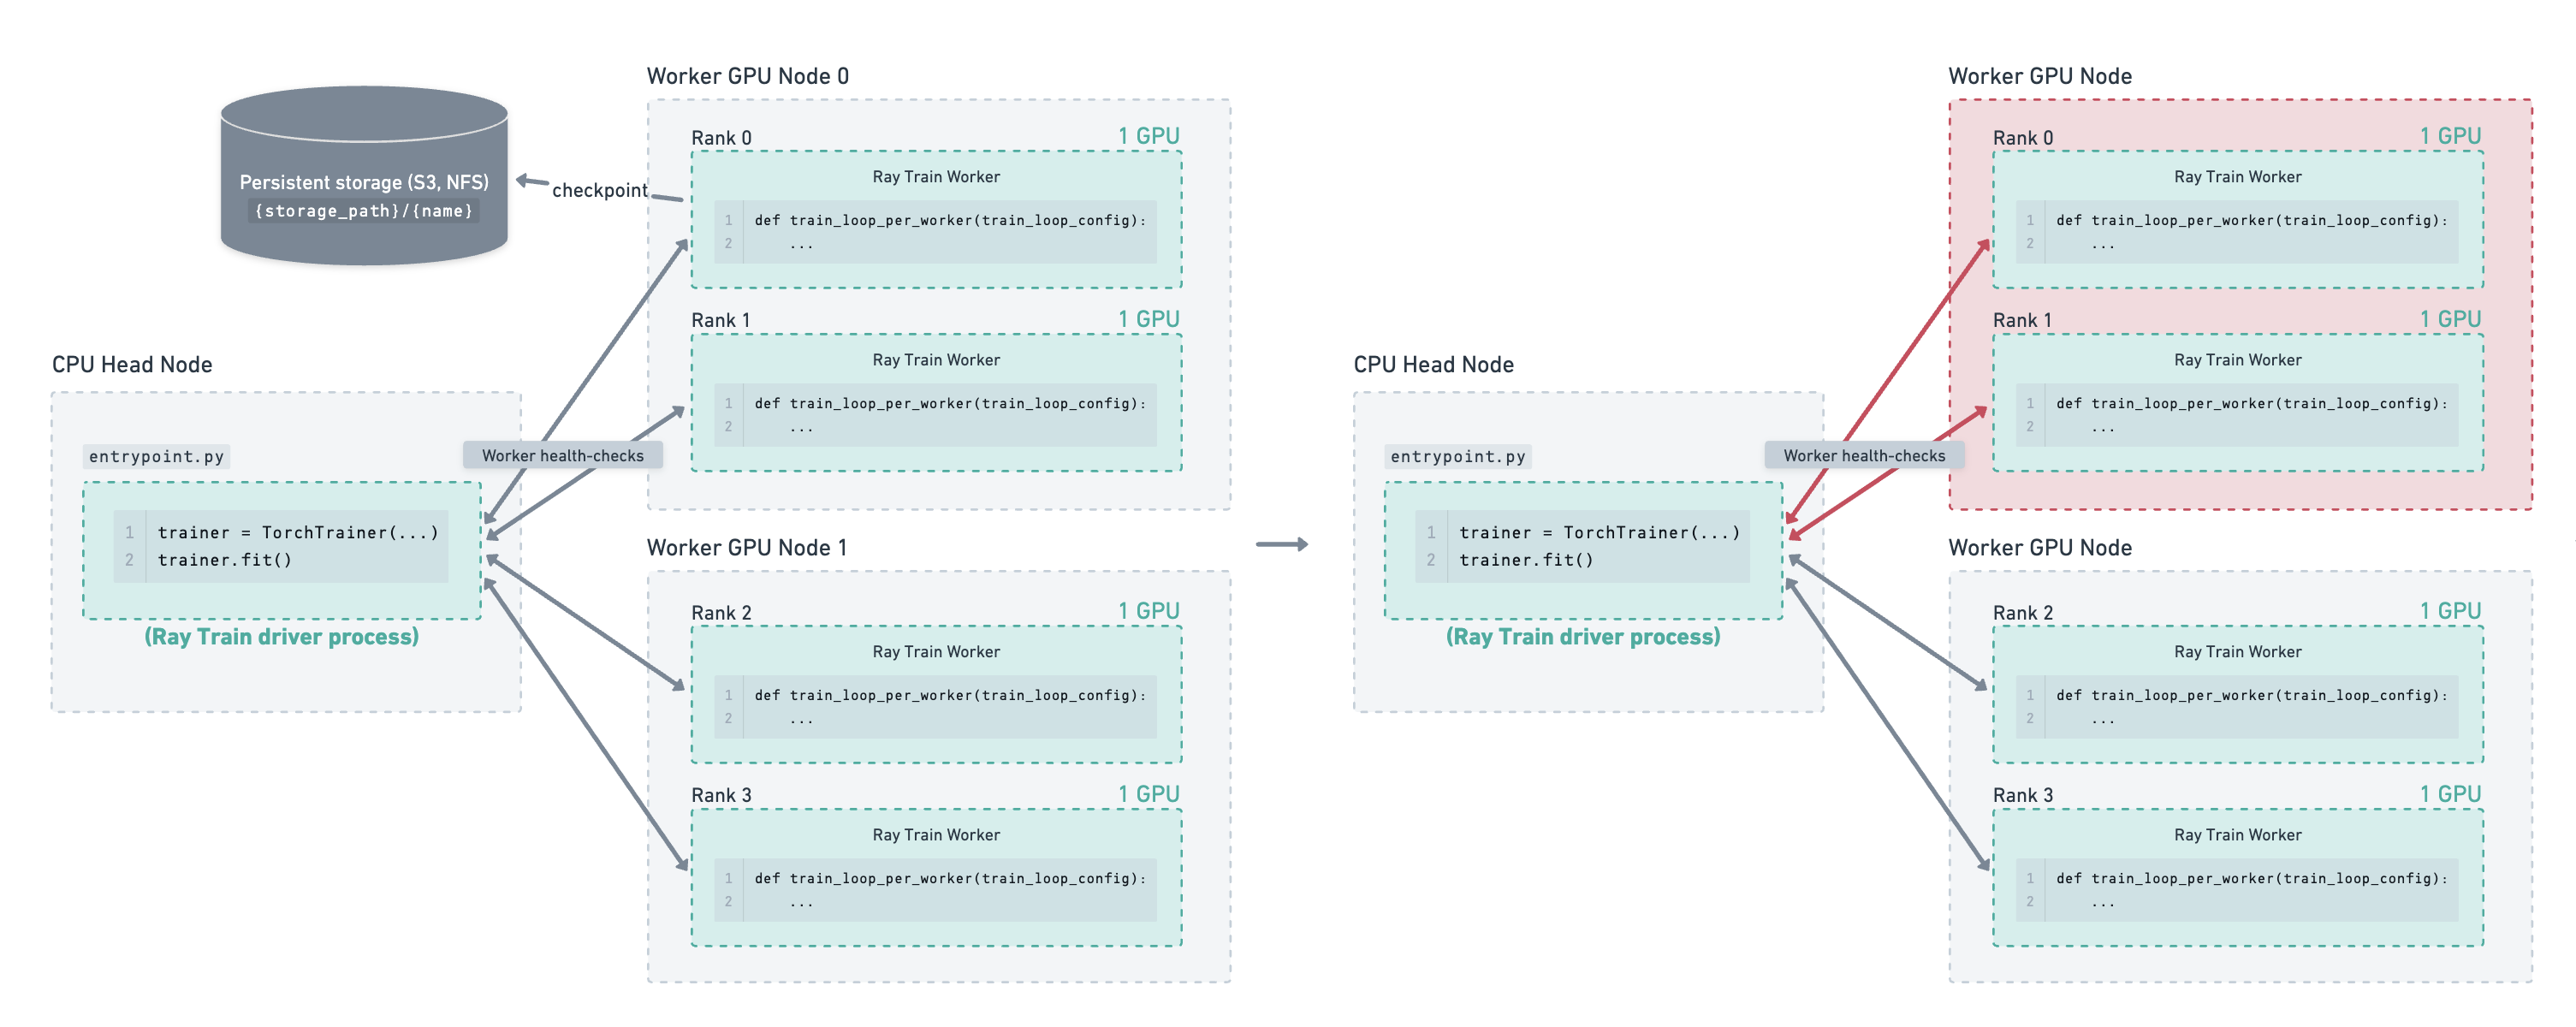 Persistent storage (S3, NFS)
{storage_path}/{name}
checkpoint
CPU Head Node
entrypoint.py
1 trainer = TorchTrainer(...)
2 trainer.fit()
(Ray Train driver process)
Worker health-checks
Worker GPU Node 0
Rank 0
1 GPU
Ray Train Worker
1 def train_loop_per_worker(train_loop_config):
2 ...
Rank 1
1 GPU
Ray Train Worker
1 def train_loop_per_worker(train_loop_config):
2 ...
Worker GPU Node 1
Rank 2
1 GPU
Ray Train Worker
1 def train_loop_per_worker(train_loop_config):
2 ...
Rank 3
1 GPU
Ray Train Worker
1 def train_loop_per_worker(train_loop_config):
2 ...
CPU Head Node
entrypoint.py
1 trainer = TorchTrainer(...)
2 trainer.fit()
(Ray Train driver process)
Worker health-checks
Worker GPU Node
Rank 0
1 GPU
Ray Train Worker
1 def train_loop_per_worker(train_loop_config):
2 ...
Rank 1
1 GPU
Ray Train Worker
1 def train_loop_per_worker(train_loop_config):
2 ...
Worker GPU Node
Rank 2
1 GPU
Ray Train Worker
1 def train_loop_per_worker(train_loop_config):
2 ...
Rank 3
1 GPU
Ray Train Worker
1 def train_loop_per_worker(train_loop_config):
2 ...